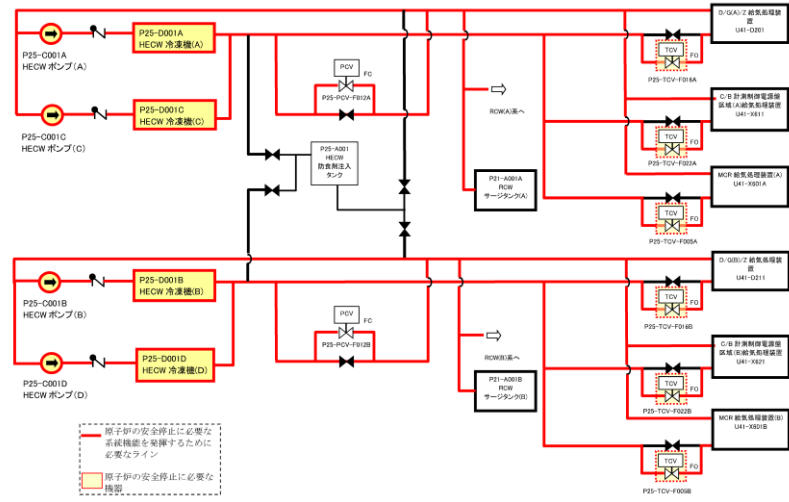 P25-C001A
HECW ポンプ(A)
P25-D001A
HECW 冷凍機(A)
PCV
FC
P25-PCV-F012A
D/G(A)/Z 給気処理装
置
U41-D201
TCV
FO
P25-TCV-F016A
P25-C001C
HECW ポンプ(C)
P25-D001C
HECW 冷凍機(C)
RCW(A)系へ
C/B 計測制御電源盤
区域(A)給気処理装置
U41-X611
TCV
FO
P25-TCV-F022A
P25-A001
HECW
防食剤注入
タンク
P21-A001A
RCW
サージタンク(A)
MCR 給気処理装置(A)
U41-X601A
TCV
FO
P25-TCV-F005A
P25-C001B
HECW ポンプ(B)
P25-D001B
HECW 冷凍機(B)
PCV
FC
P25-PCV-F012B
D/G(B)/Z 給気処理装
置
U41-D211
TCV
FO
P25-TCV-F016B
P25-C001D
HECW ポンプ(D)
P25-D001D
HECW 冷凍機(D)
RCW(B)系へ
C/B 計測制御電源盤
区域(B)給気処理装置
U41-X621
TCV
FO
P25-TCV-F022B
P21-A001B
RCW
サージタンク(B)
MCR 給気処理装置(B)
U41-X601B
TCV
FO
P25-TCV-F005B
原子炉の安全停止に必要な
系統機能を発揮するために
必要なライン
原子炉の安全停止に必要な
機器